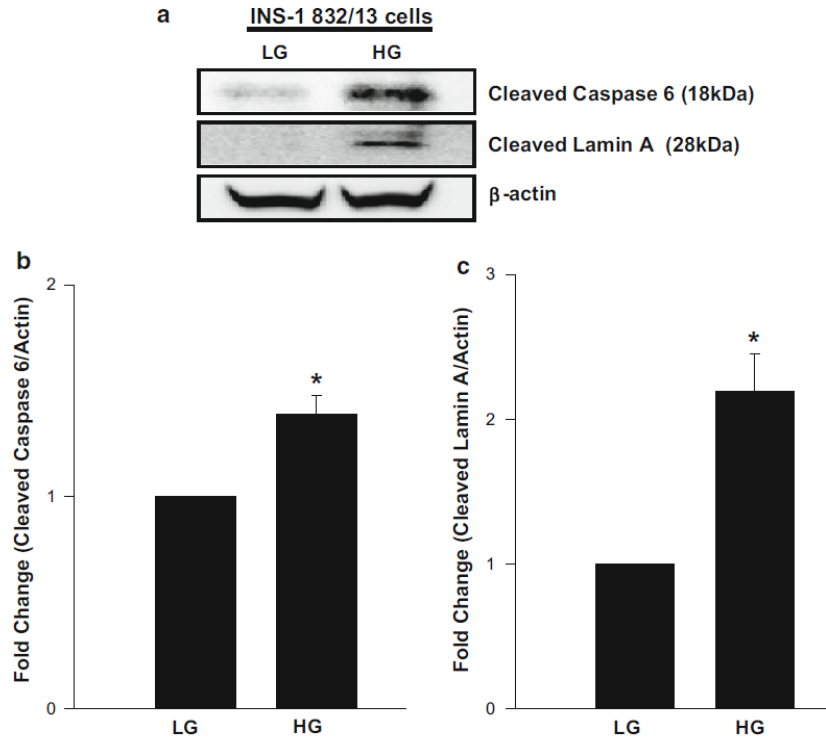 a
INS-1 832/13 cells
LG HG
Cleaved Caspase 6 (18kDa)
Cleaved Lamin A (28kDa)
β-actin
b
Fold Change (Cleaved Caspase 6/Actin)
2
1
0
*
LG HG
c
Fold Change (Cleaved Lamin A/Actin)
3
2
1
0
*
LG HG